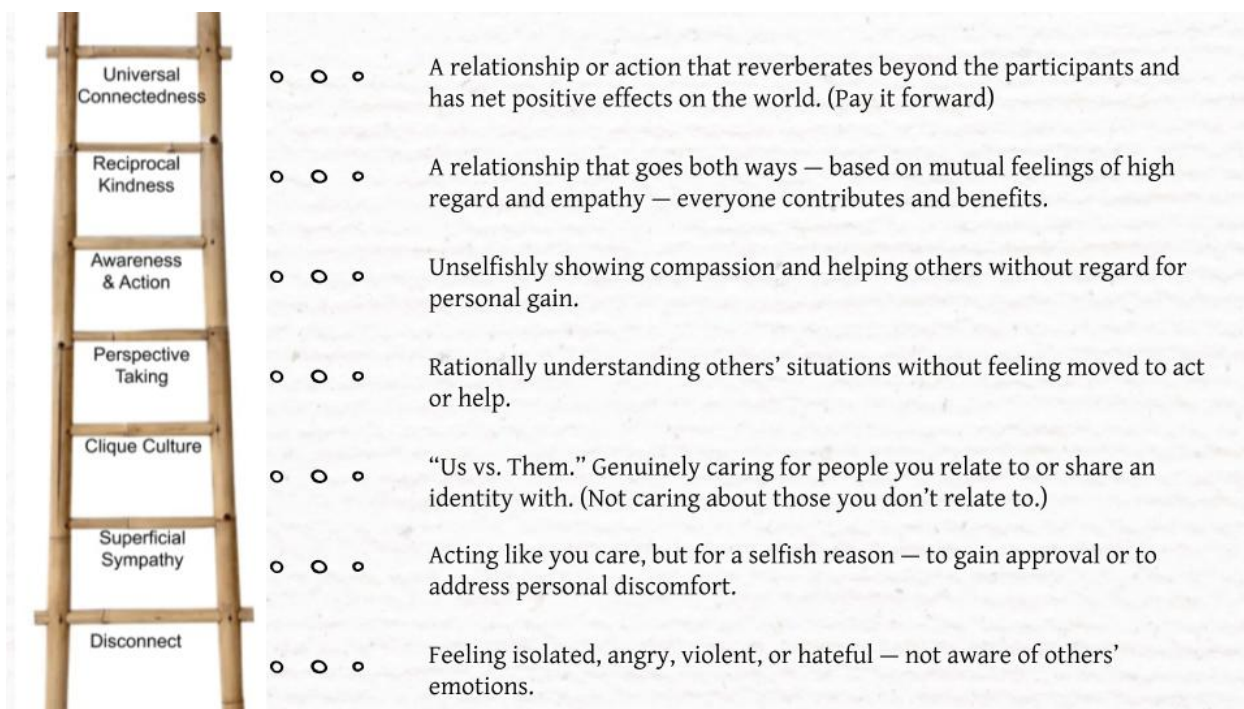 Universal
Connectedness
A relationship or action that reverberates beyond the participants and
has net positive effects on the world. (Pay it forward)
Reciprocal
Kindness
A relationship that goes both ways — based on mutual feelings of high
regard and empathy — everyone contributes and benefits.
Awareness
& Action
Unselfishly showing compassion and helping others without regard for
personal gain.
Perspective
Taking
Rationally understanding others’ situations without feeling moved to act
or help.
Clique Culture
“Us vs. Them.” Genuinely caring for people you relate to or share an
identity with. (Not caring about those you don’t relate to.)
Superficial
Sympathy
Acting like you care, but for a selfish reason — to gain approval or to
address personal discomfort.
Disconnect
Feeling isolated, angry, violent, or hateful — not aware of others’
emotions.